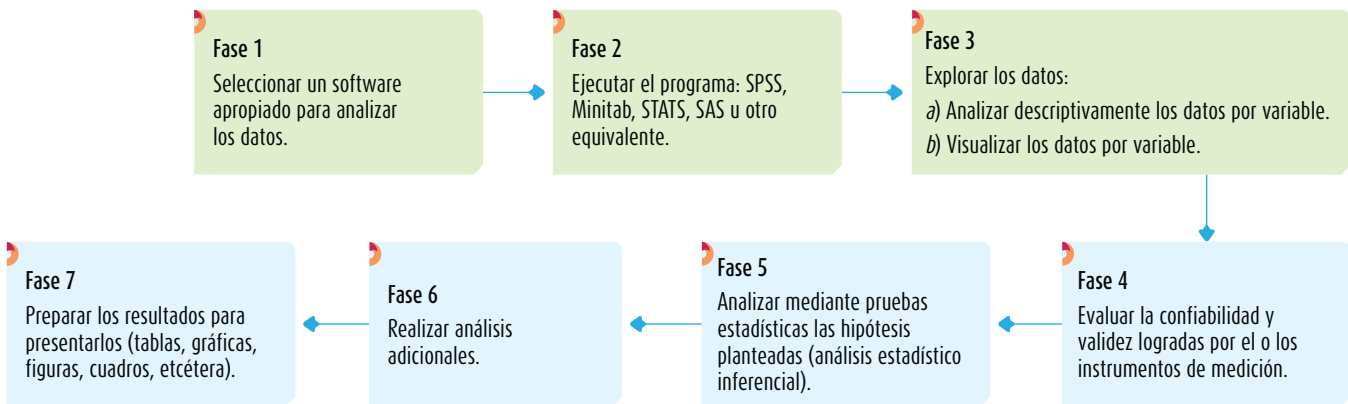 Fase 1
Seleccionar un software
apropiado para analizar
los datos.
Fase 2
Ejecutar el programa: SPSS,
Minitab, STATS, SAS u otro
equivalente.
Fase 3
Explorar los datos:
a) Analizar descriptivamente los datos por variable.
b) Visualizar los datos por variable.
Fase 4
Evaluar la confiabilidad y
validez logradas por el o los
instrumentos de medición.
Fase 5
Analizar mediante pruebas
estadísticas las hipótesis
planteadas (análisis estadístico
inferencial).
Fase 6
Realizar análisis
adicionales.
Fase 7
Preparar los resultados para
presentarlos (tablas, gráficas,
figuras, cuadros, etcétera).